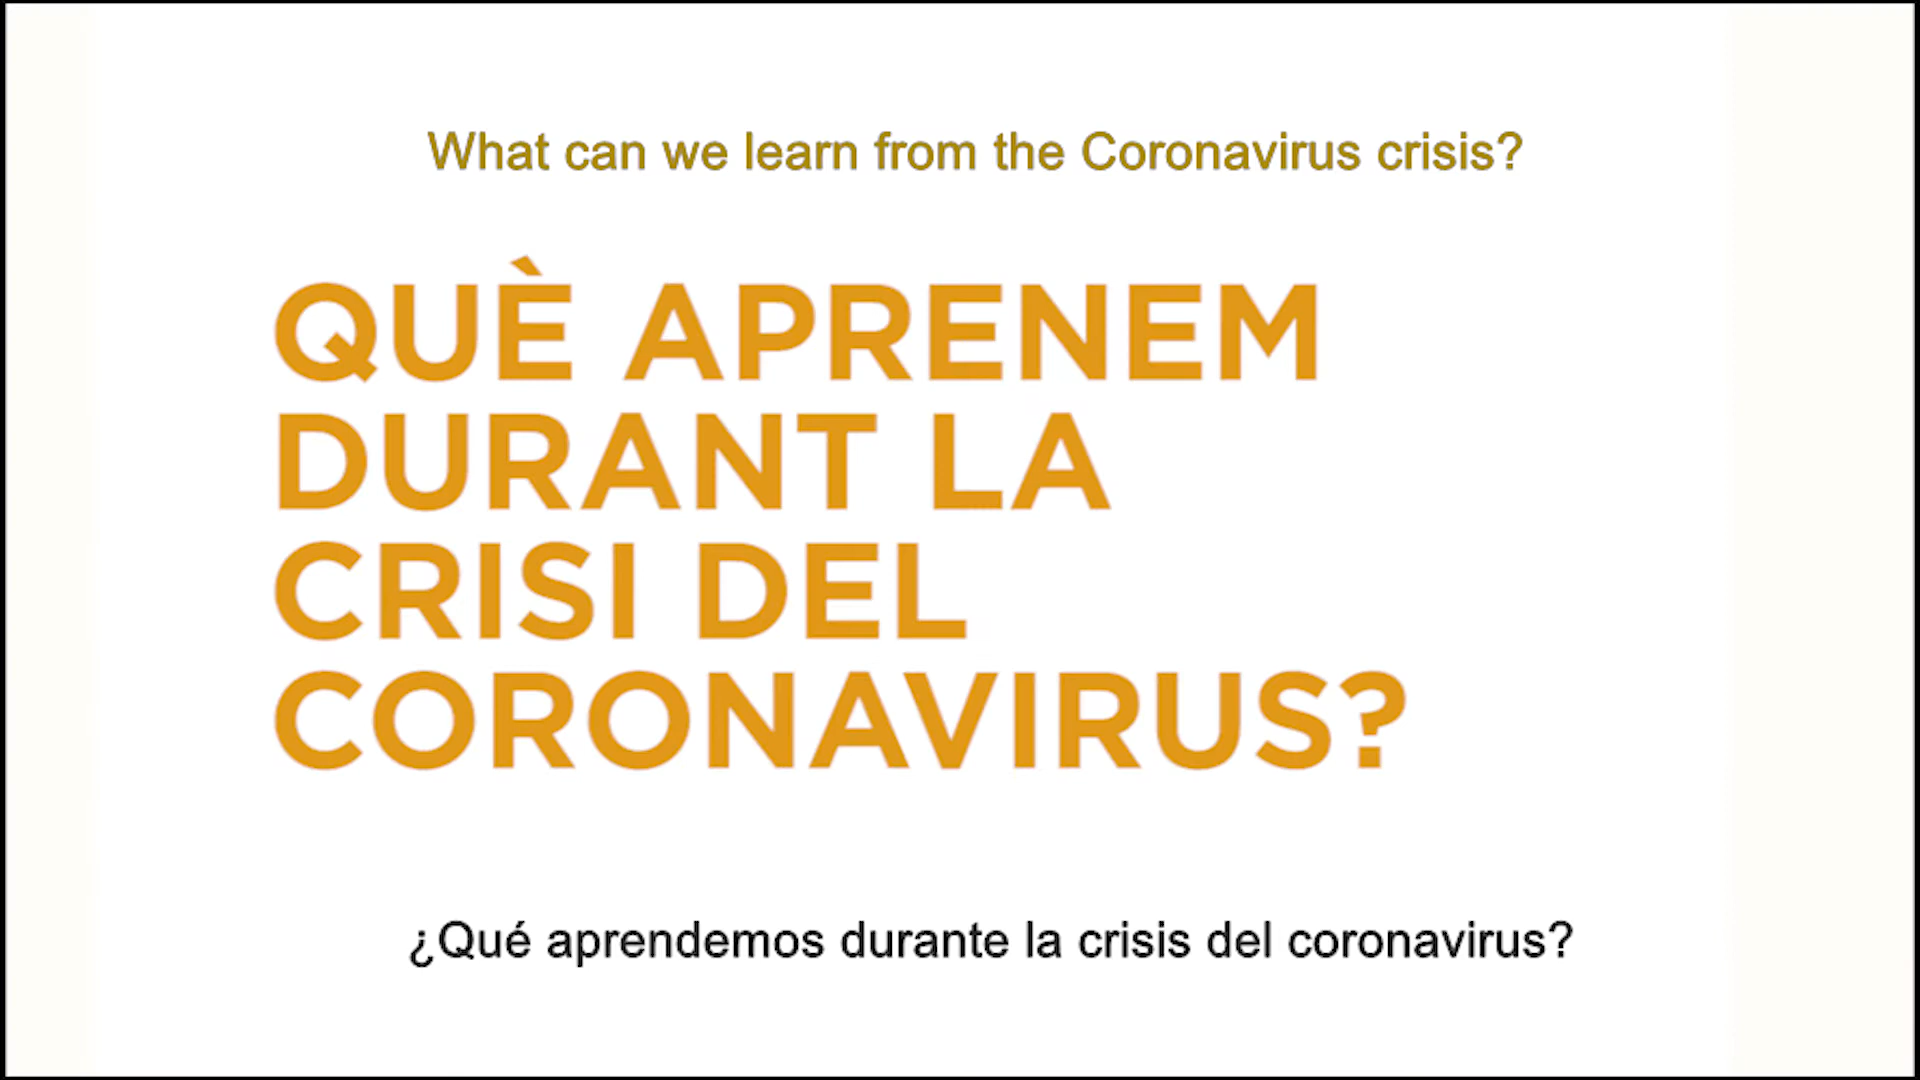 What can we learn from the Coronavirus crisis?
QUÈ APRENEM
DURANT LA
CRISI DEL
CORONAVIRUS?
¿Qué aprendemos durante la crisis del coronavirus?